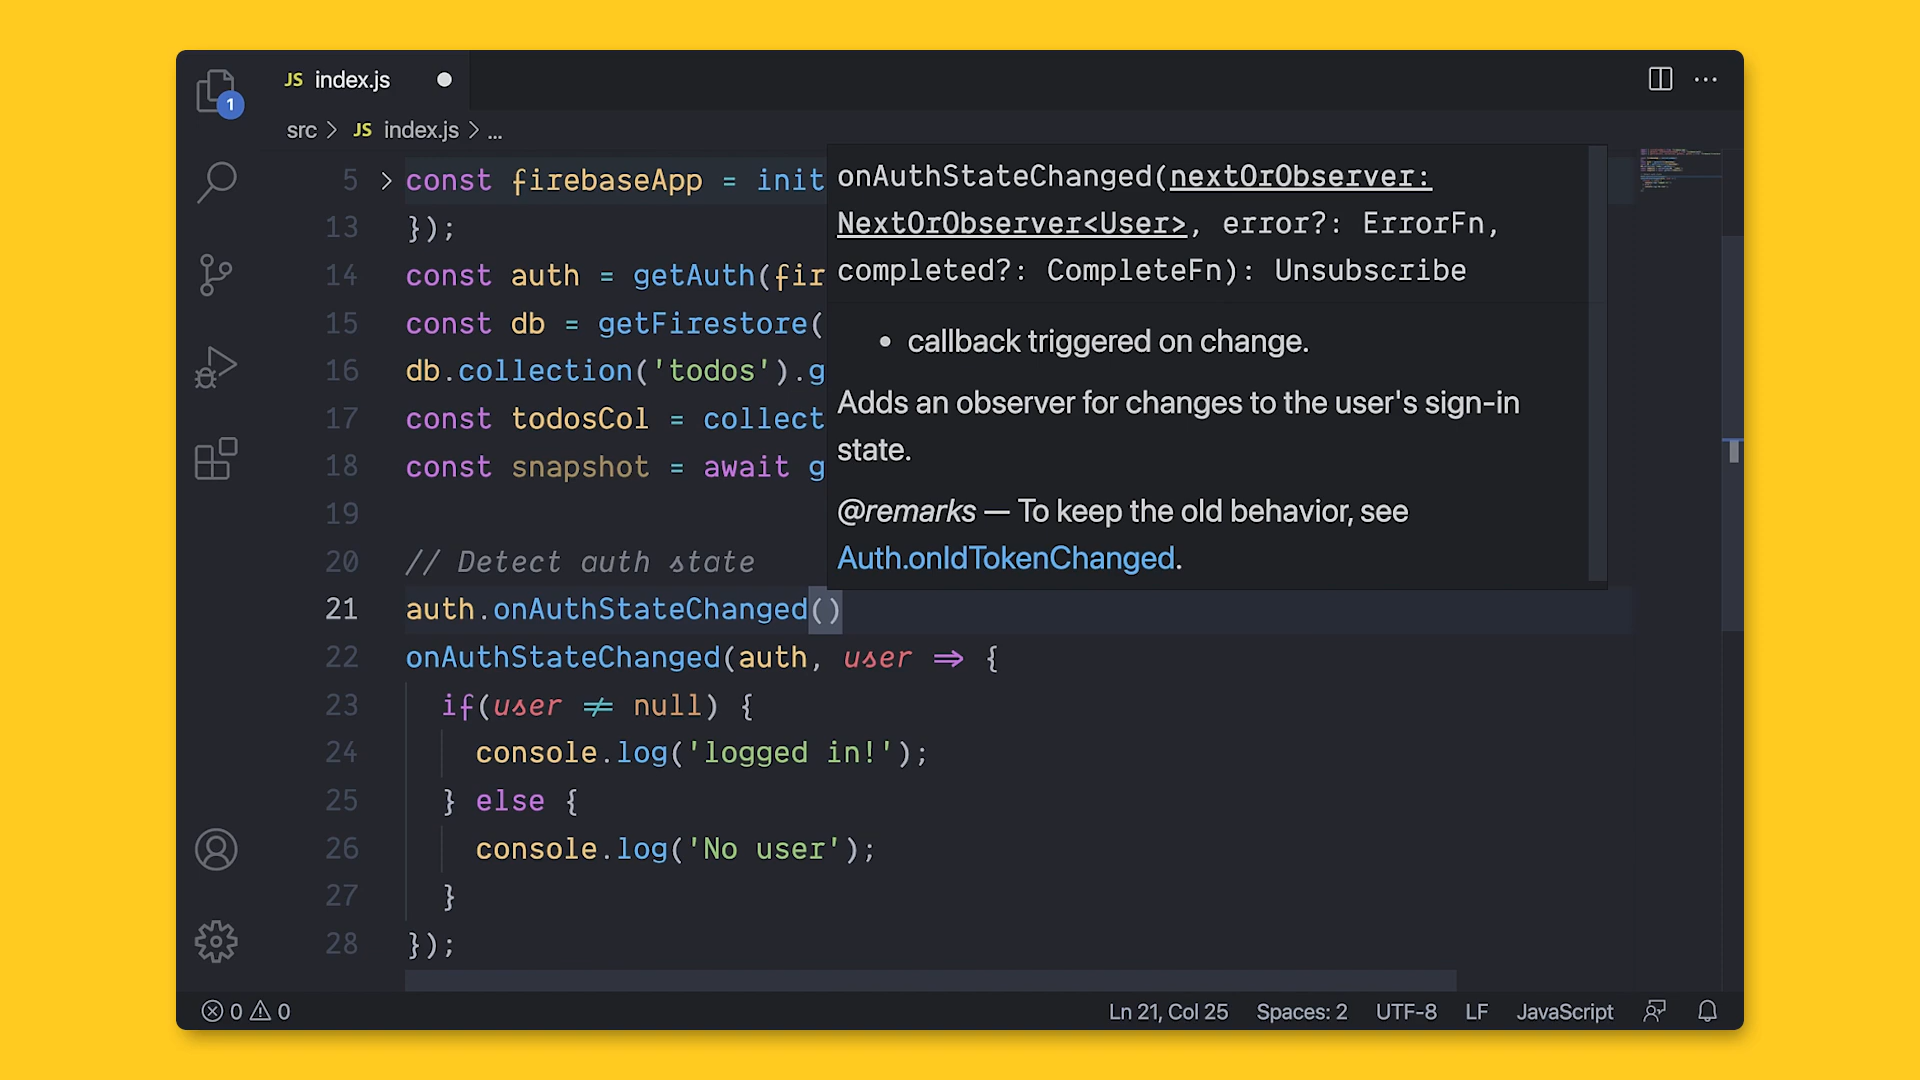 JS index.js
1
src > JS index.js > ...
5 > const firebaseApp = init
13 });
14 const auth = getAuth(fir
15 const db = getFirestore(
16 db.collection('todos').g
17 const todosCol = collect
18 const snapshot = await g
19
20 // Detect auth state
21 auth.onAuthStateChanged()
22 onAuthStateChanged(auth, user => {
23 if(user != null) {
24 console.log('logged in!');
25 } else {
26 console.log('No user');
27 }
28 });
onAuthStateChanged(nextOrObserver:
NextOrObserver<User>, error?: ErrorFn,
completed?: CompleteFn): Unsubscribe
• callback triggered on change.
Adds an observer for changes to the user's sign-in
state.
@remarks — To keep the old behavior, see
Auth.onIdTokenChanged.
0 0 Ln 21, Col 25 Spaces: 2 UTF-8 LF JavaScript